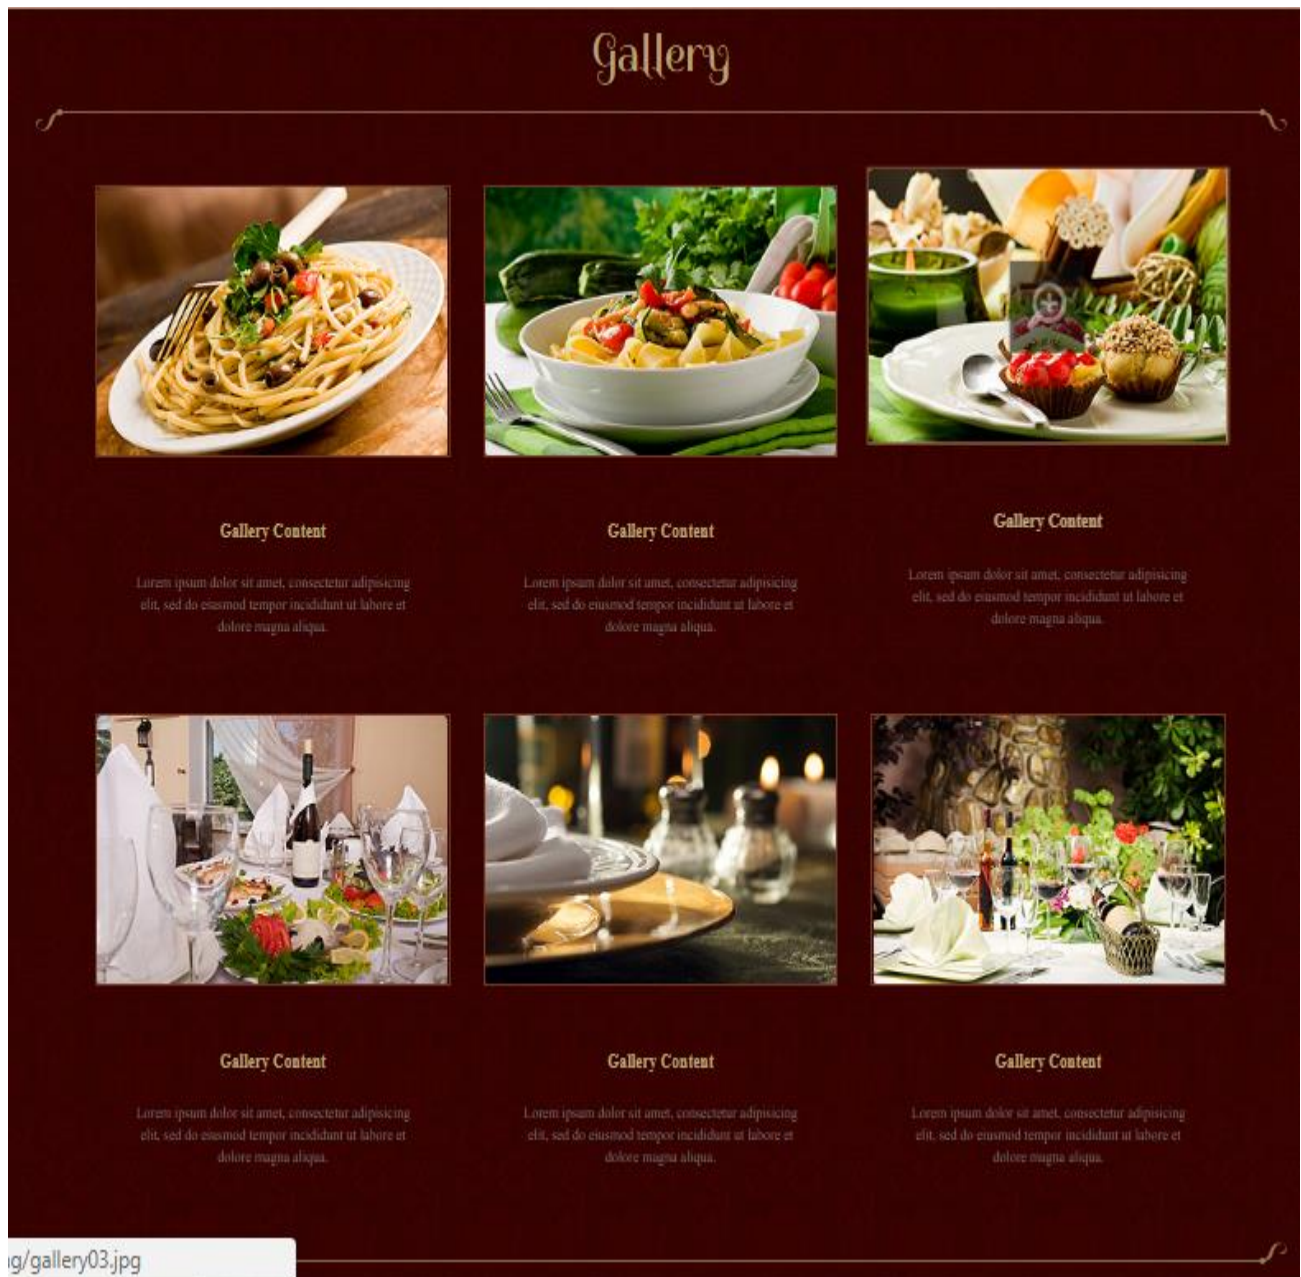 Gallery
Gallery Content
Lorem ipsum dolor sit amet, consectetur adipisicing
elit, sed do eiusmod tempor incididunt ut labore et
dolore magna aliqua.
Gallery Content
Lorem ipsum dolor sit amet, consectetur adipisicing
elit, sed do eiusmod tempor incididunt ut labore et
dolore magna aliqua.
Gallery Content
Lorem ipsum dolor sit amet, consectetur adipisicing
elit, sed do eiusmod tempor incididunt ut labore et
dolore magna aliqua.
Gallery Content
Lorem ipsum dolor sit amet, consectetur adipisicing
elit, sed do eiusmod tempor incididunt ut labore et
dolore magna aliqua.
Gallery Content
Lorem ipsum dolor sit amet, consectetur adipisicing
elit, sed do eiusmod tempor incididunt ut labore et
dolore magna aliqua.
Gallery Content
Lorem ipsum dolor sit amet, consectetur adipisicing
elit, sed do eiusmod tempor incididunt ut labore et
dolore magna aliqua.
g/gallery03.jpg